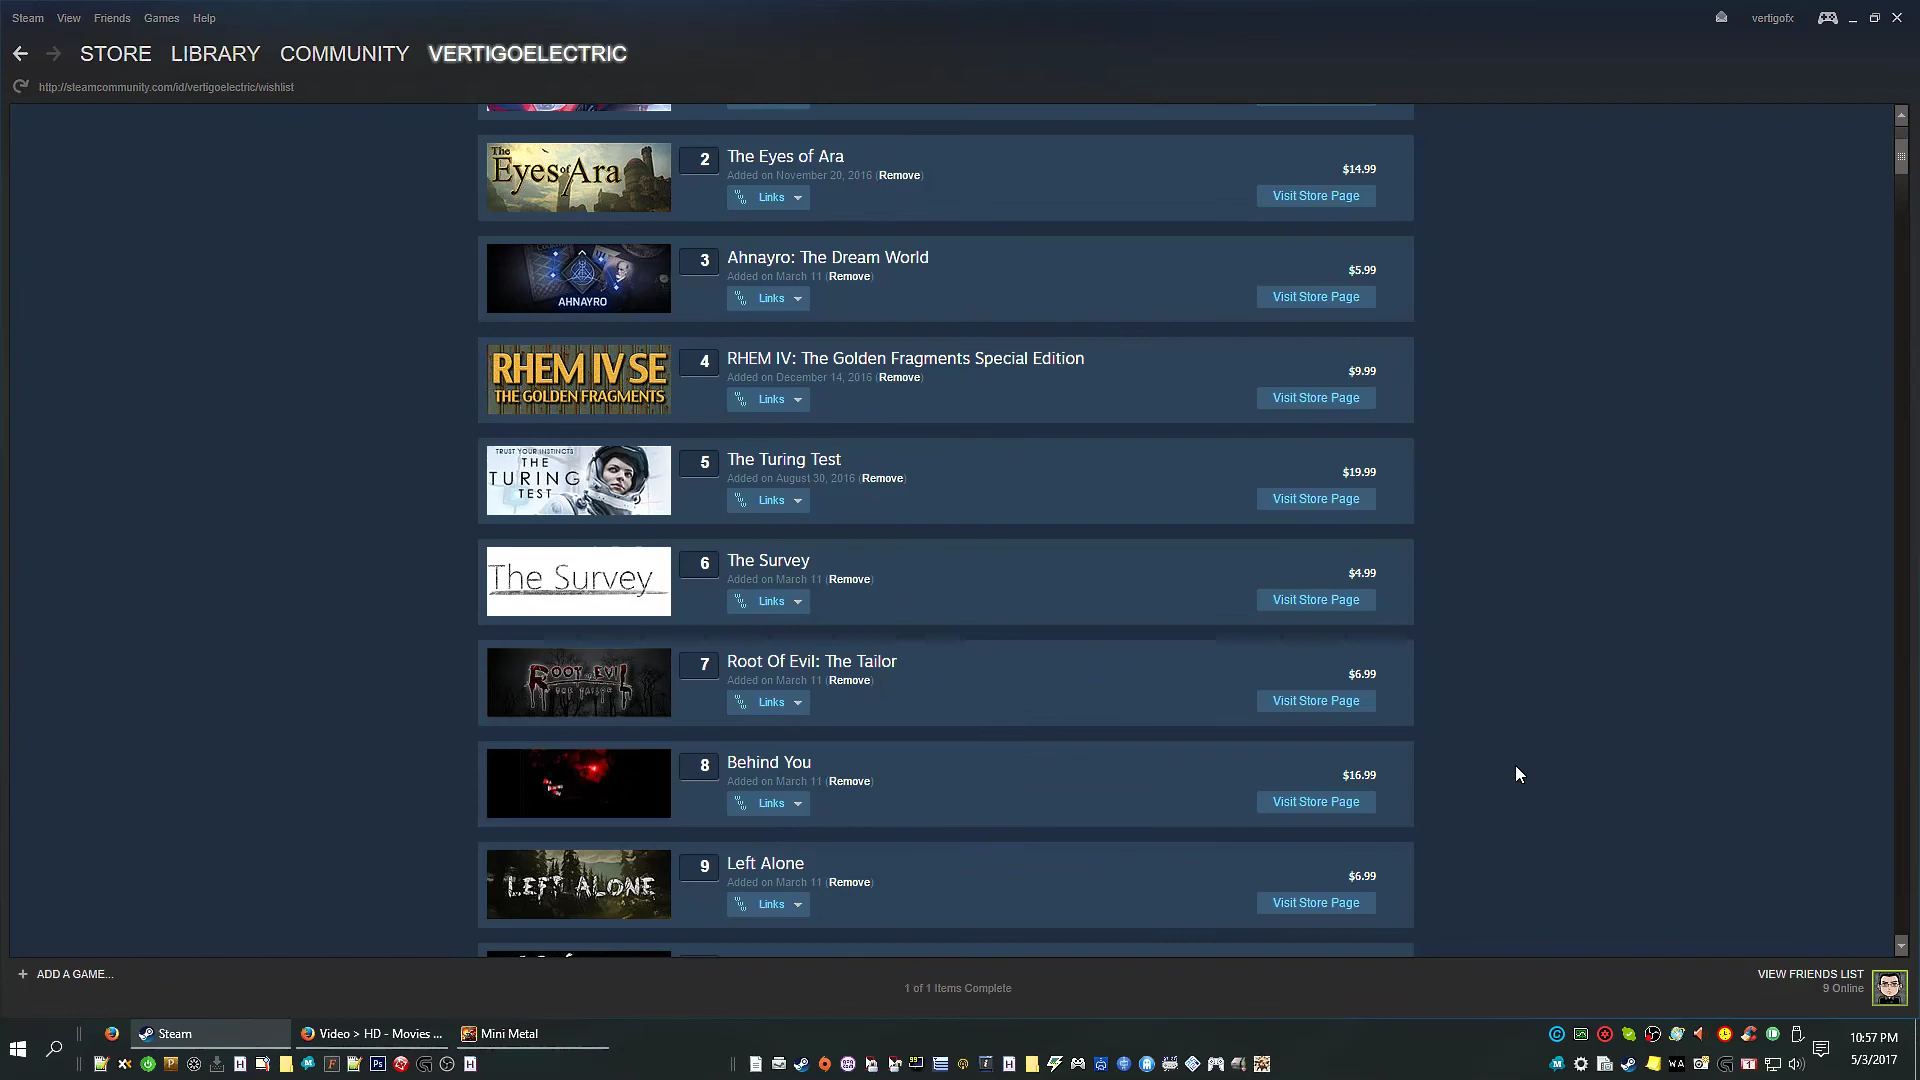 Steam View Friends Games Help
vertigofx
STORE LIBRARY COMMUNITY VERTIGOELECTRIC
http://steamcommunity.com/id/vertigoelectric/wishlist
The Eyes of Ara
2
The Eyes of Ara
Added on November 20, 2016 (Remove)
Links
$14.99
Visit Store Page
AHNAYRO
3
Ahnayro: The Dream World
Added on March 11 (Remove)
Links
$5.99
Visit Store Page
RHEM IV SE
THE GOLDEN FRAGMENTS
4
RHEM IV: The Golden Fragments Special Edition
Added on December 14, 2016 (Remove)
Links
$9.99
Visit Store Page
TRUST YOUR INSTINCTS
THE
TURING
TEST
5
The Turing Test
Added on August 30, 2016 (Remove)
Links
$19.99
Visit Store Page
The Survey
6
The Survey
Added on March 11 (Remove)
Links
$4.99
Visit Store Page
ROOT OF EVIL
THE TAILOR
7
Root Of Evil: The Tailor
Added on March 11 (Remove)
Links
$6.99
Visit Store Page
8
Behind You
Added on March 11 (Remove)
Links
$16.99
Visit Store Page
LEFT ALONE
9
Left Alone
Added on March 11 (Remove)
Links
$6.99
Visit Store Page
+ ADD A GAME...
1 of 1 Items Complete
VIEW FRIENDS LIST
9 Online
Steam
Video > HD - Movies ...
Mini Metal
10:57 PM
5/3/2017